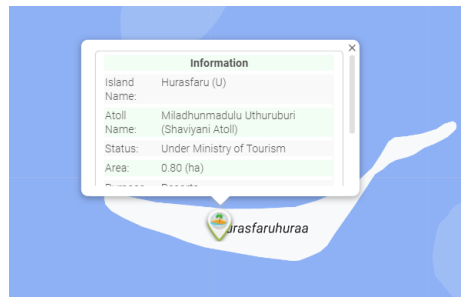 ×
Information
Island Name: Hurasfaru (U)
Atoll Name: Miladhunmadulu Uthuruburi (Shaviyani Atoll)
Status: Under Ministry of Tourism
Area: 0.80 (ha)